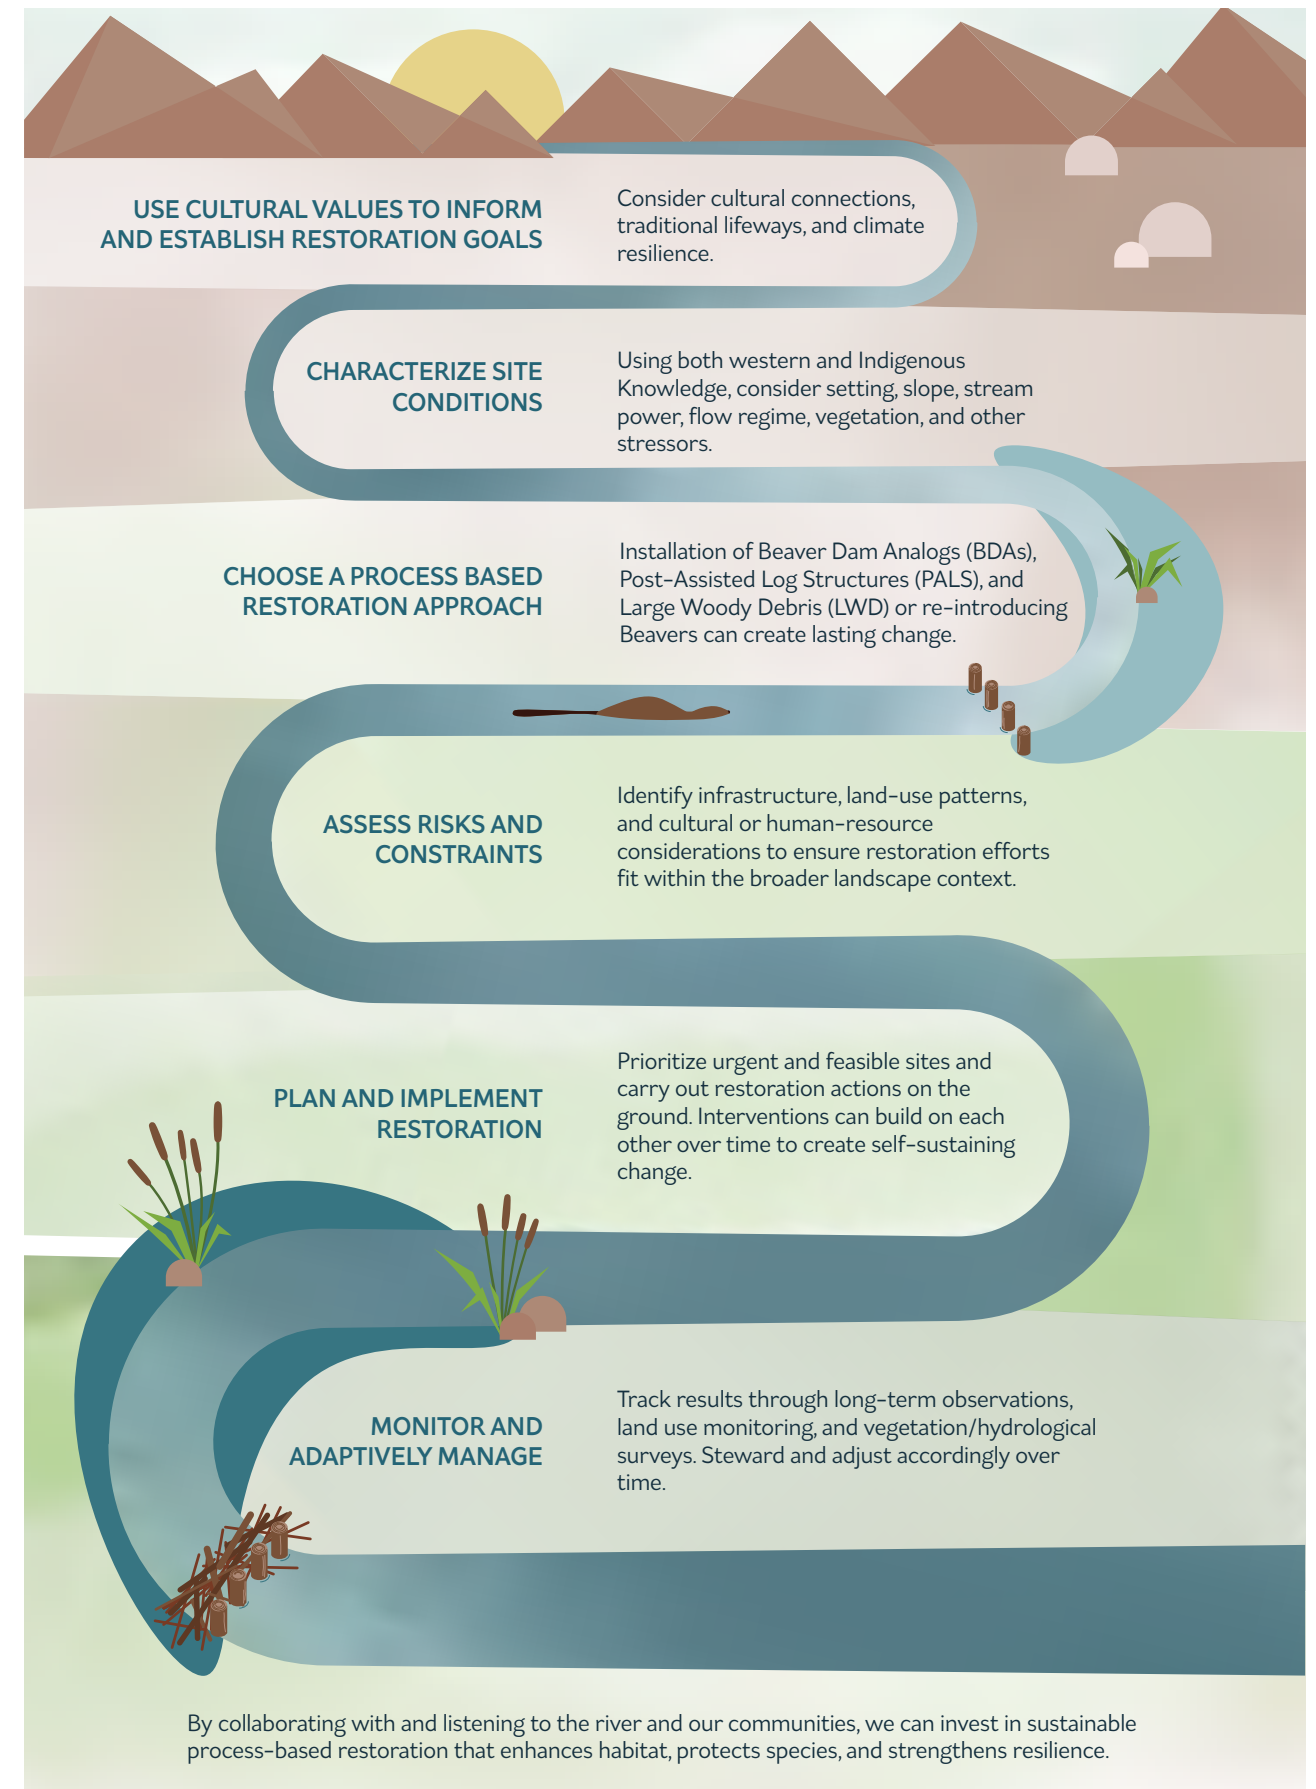 USE CULTURAL VALUES TO INFORM
AND ESTABLISH RESTORATION GOALS
Consider cultural connections,
traditional lifeways, and climate
resilience.
CHARACTERIZE SITE
CONDITIONS
Using both western and Indigenous
Knowledge, consider setting, slope, stream
power, flow regime, vegetation, and other
stressors.
CHOOSE A PROCESS BASED
RESTORATION APPROACH
Installation of Beaver Dam Analogs (BDAs),
Post-Assisted Log Structures (PALS), and
Large Woody Debris (LWD) or re-introducing
Beavers can create lasting change.
ASSESS RISKS AND
CONSTRAINTS
Identify infrastructure, land-use patterns,
and cultural or human-resource
considerations to ensure restoration efforts
fit within the broader landscape context.
PLAN AND IMPLEMENT
RESTORATION
Prioritize urgent and feasible sites and
carry out restoration actions on the
ground. Interventions can build on each
other over time to create self-sustaining
change.
MONITOR AND
ADAPTIVELY MANAGE
Track results through long-term observations,
land use monitoring, and vegetation/hydrological
surveys. Steward and adjust accordingly over
time.
By collaborating with and listening to the river and our communities, we can invest in sustainable
process-based restoration that enhances habitat, protects species, and strengthens resilience.